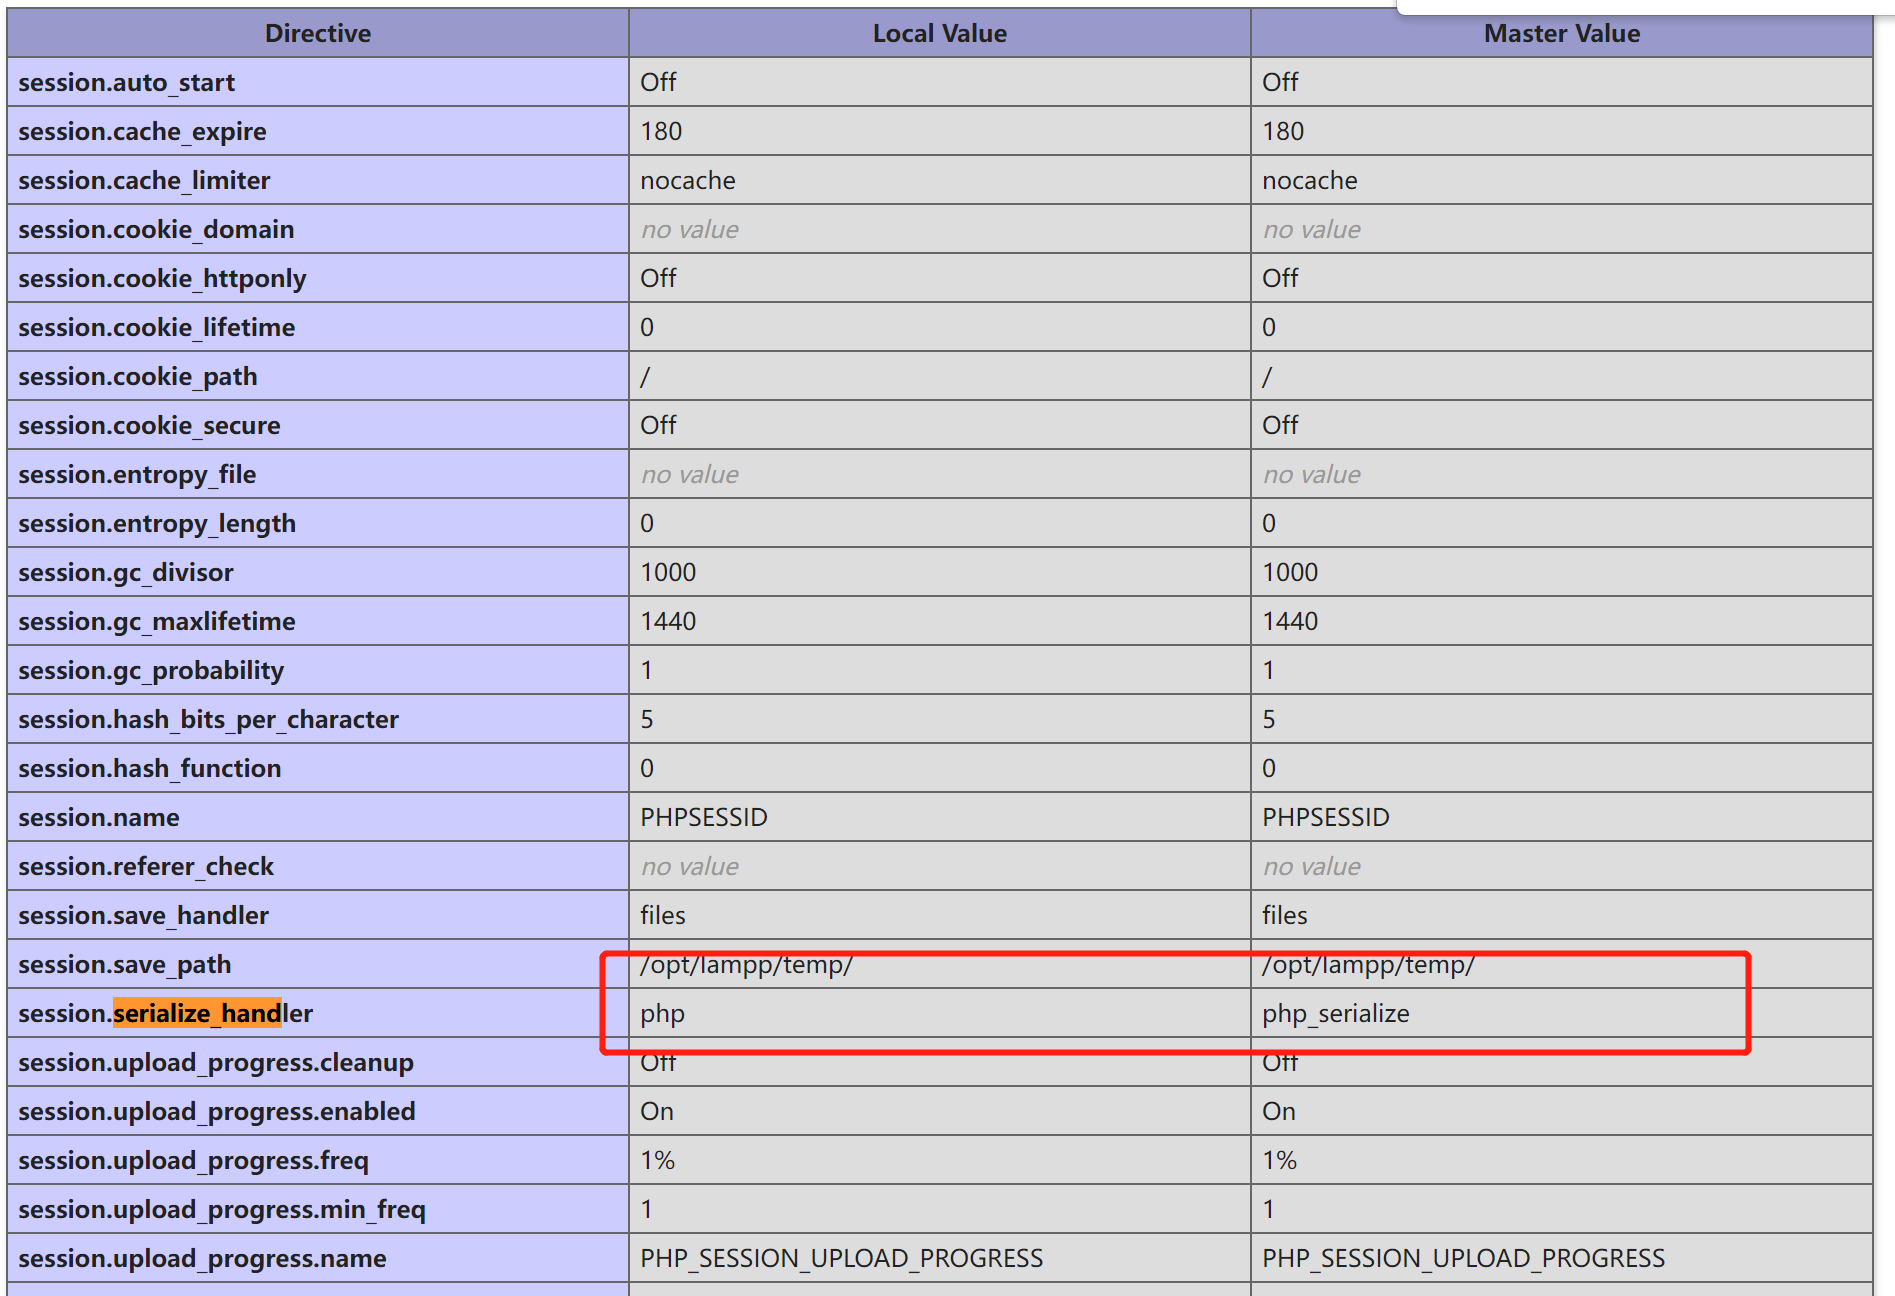 Directive Local Value Master Value
session.auto_start Off Off
session.cache_expire 180 180
session.cache_limiter nocache nocache
session.cookie_domain no value no value
session.cookie_httponly Off Off
session.cookie_lifetime 0 0
session.cookie_path / /
session.cookie_secure Off Off
session.entropy_file no value no value
session.entropy_length 0 0
session.gc_divisor 1000 1000
session.gc_maxlifetime 1440 1440
session.gc_probability 1 1
session.hash_bits_per_character 5 5
session.hash_function 0 0
session.name PHPSESSID PHPSESSID
session.referer_check no value no value
session.save_handler files files
session.save_path /opt/lampp/temp/ /opt/lampp/temp/
session.serialize_handler php php_serialize
session.upload_progress.cleanup Off Off
session.upload_progress.enabled On On
session.upload_progress.freq 1% 1%
session.upload_progress.min_freq 1 1
session.upload_progress.name PHP_SESSION_UPLOAD_PROGRESS PHP_SESSION_UPLOAD_PROGRESS